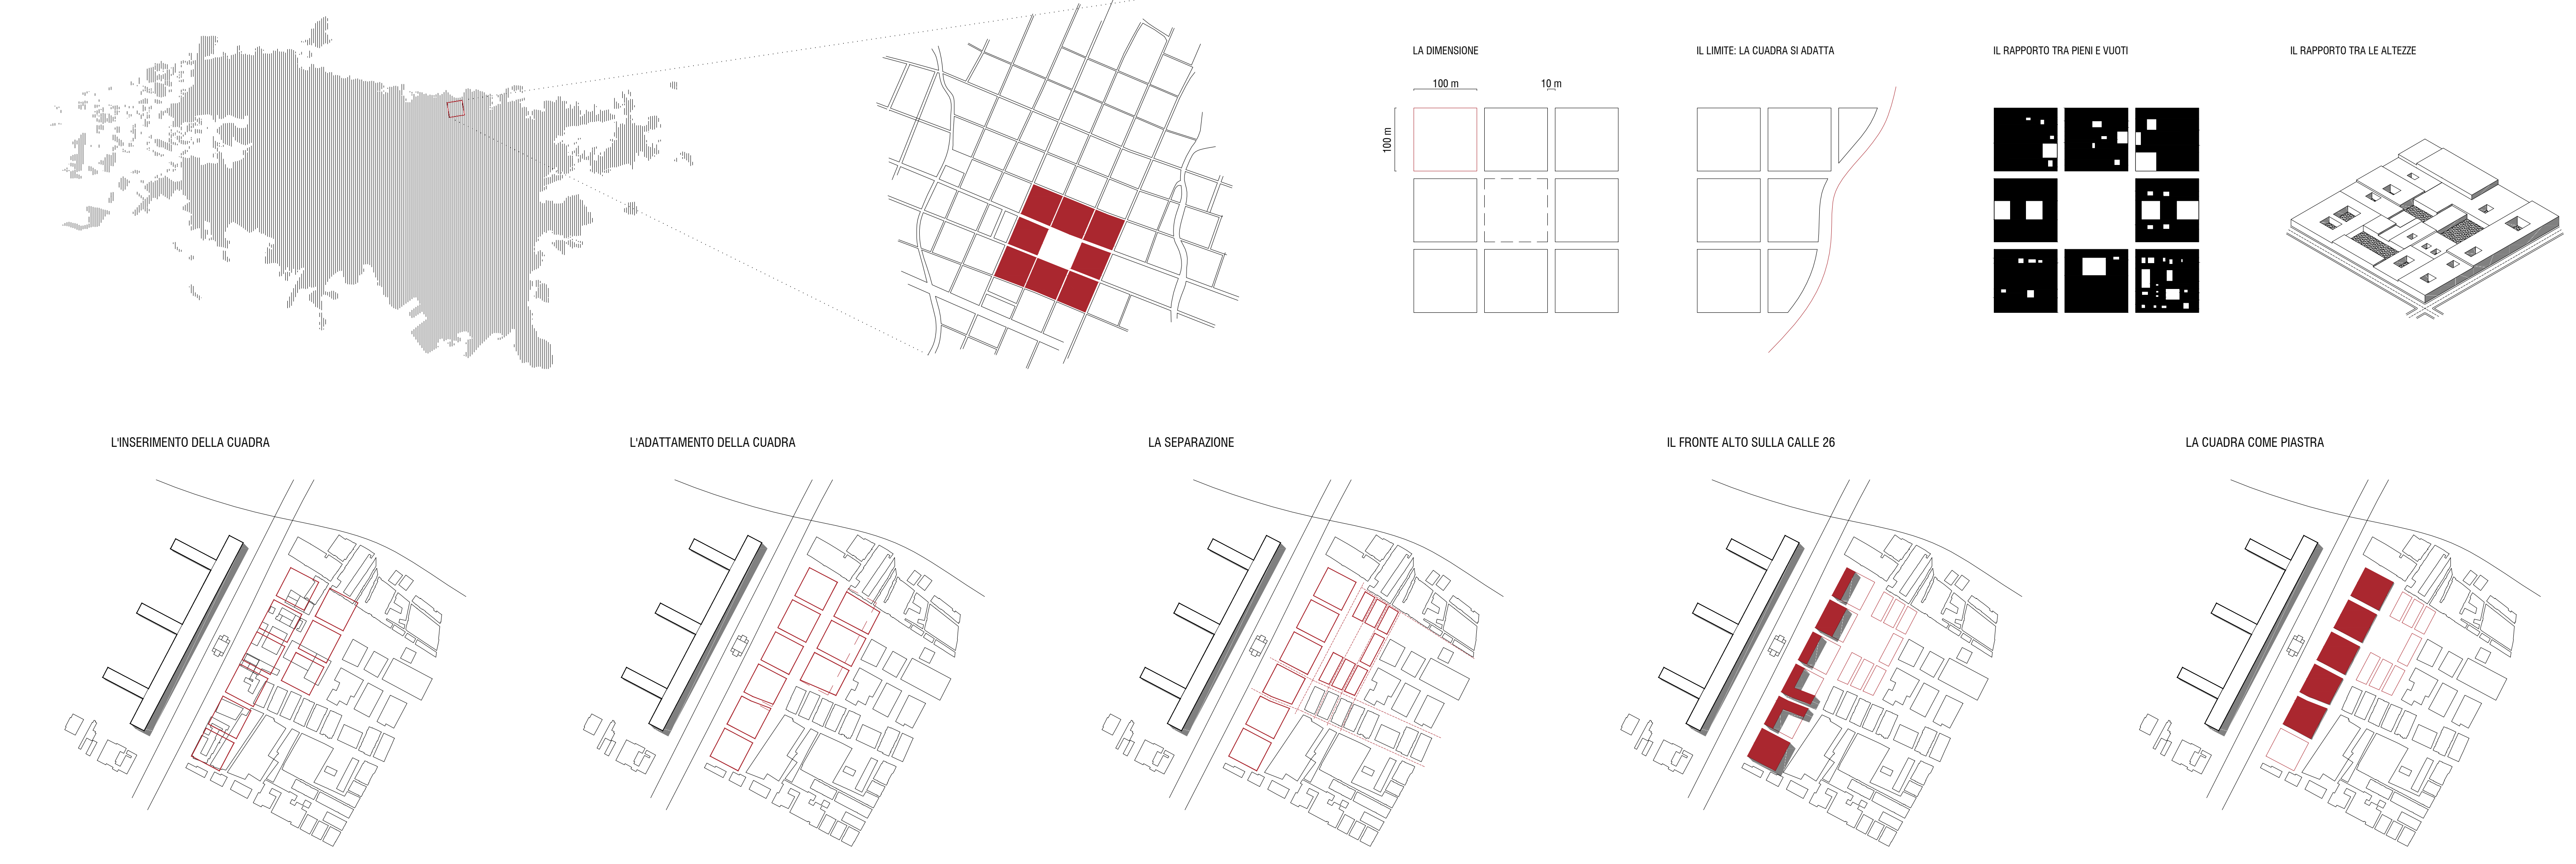 LA DIMENSIONE
IL LIMITE: LA CUADRA SI ADATTA
IL RAPPORTO TRA PIENI E VUOTI
IL RAPPORTO TRA LE ALTEZZE
100 m
10 m
100 m
L'INSERIMENTO DELLA CUADRA
L'ADATTAMENTO DELLA CUADRA
LA SEPARAZIONE
IL FRONTE ALTO SULLA CALLE 26
LA CUADRA COME PIASTRA